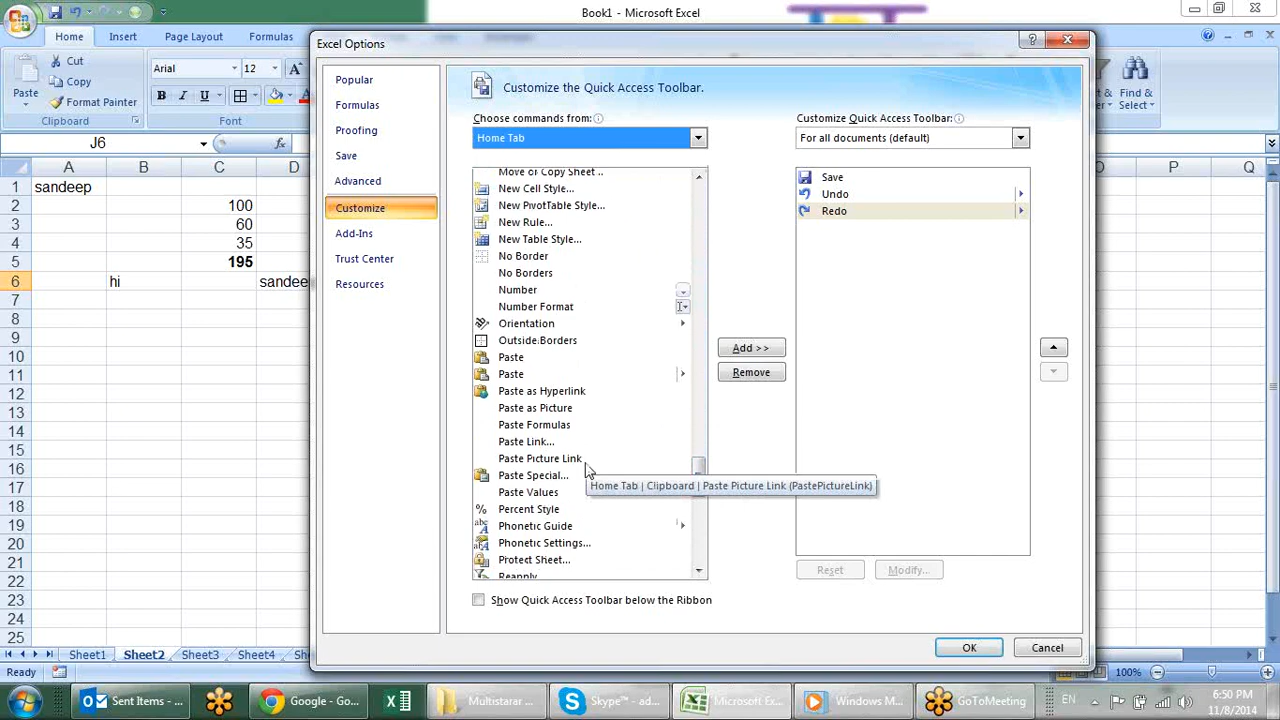 Book1 - Microsoft Excel
Home Insert Page Layout Formulas
Paste
Cut
Copy
Format Painter
Clipboard
Arial 12 A
B I U
Find &
Select
J6 fx
A B C D P Q
1 sandeep
2 100
3 60
4 35
5 195
6 hi sandee
7
8
9
10
11
12
13
14
15
16
17
18
19
20
21
22
23
24
25
Excel Options
Popular
Formulas
Proofing
Save
Advanced
Customize
Add-Ins
Trust Center
Resources
Customize the Quick Access Toolbar.
Choose commands from:
Home Tab
Move or Copy Sheet...
New Cell Style...
New PivotTable Style...
New Rule...
New Table Style...
No Border
No Borders
Number
Number Format
Orientation
Outside Borders
Paste
Paste
Paste as Hyperlink
Paste as Picture
Paste Formulas
Paste Link...
Paste Picture Link
Paste Special...
Paste Values
Percent Style
Phonetic Guide
Phonetic Settings...
Protect Sheet...
Reapply
Home Tab | Clipboard | Paste Picture Link (PastePictureLink)
Add >>
Remove
Customize Quick Access Toolbar:
For all documents (default)
Save
Undo
Redo
Reset Modify...
Show Quick Access Toolbar below the Ribbon
OK Cancel
Sheet1 Sheet2 Sheet3 Sheet4 Sh
Ready 100%
Sent Items - ... Google - Goo... Multistarar ... Skype™ - ad... Microsoft Exc... Windows M... GoToMeeting EN 6:50 PM
11/8/2014